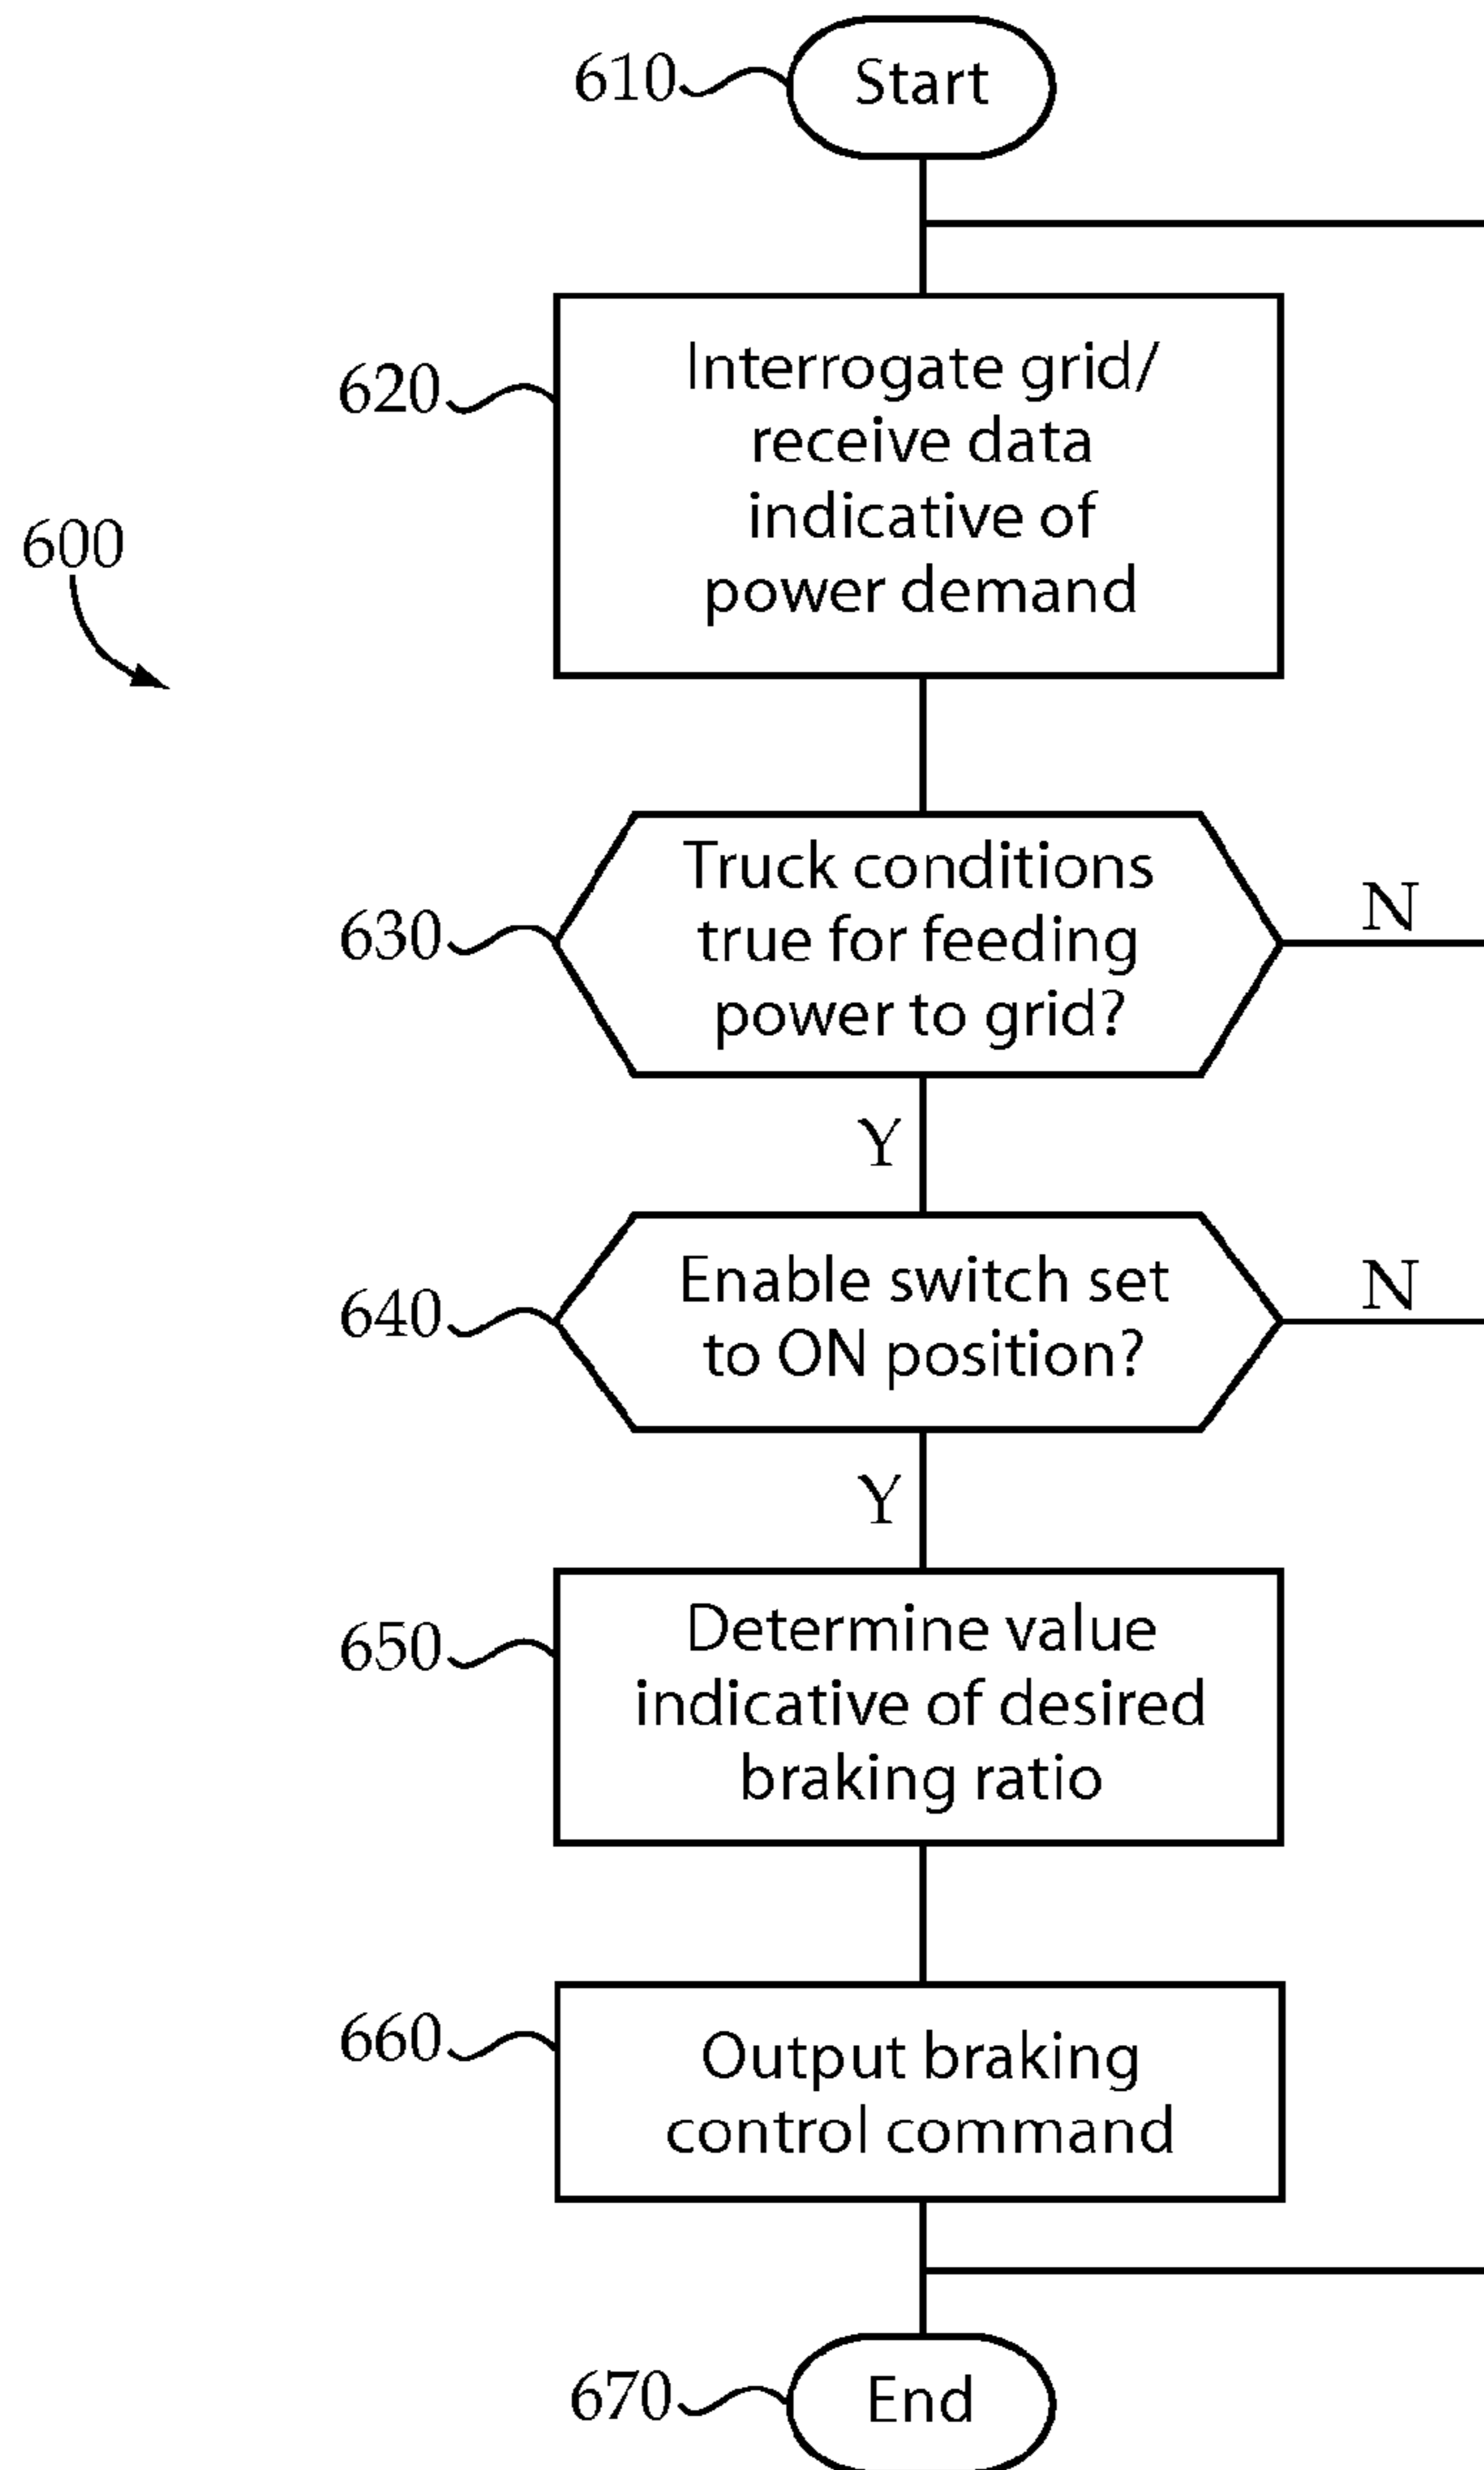 610
Start
620
Interrogate grid/
receive data
indicative of
power demand
600
630
Truck conditions
true for feeding
power to grid?
N
Y
640
Enable switch set
to ON position?
N
Y
650
Determine value
indicative of desired
braking ratio
660
Output braking
control command
670
End